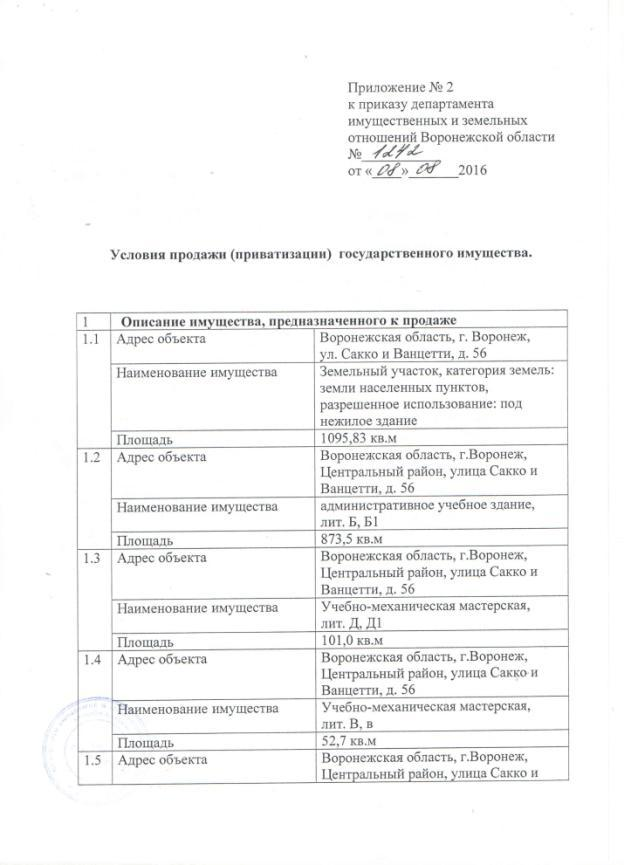 Приложение № 2
к приказу департамента
имущественных и земельных
отношений Воронежской области
№ 1242
от «08» 08 2016
Условия продажи (приватизации) государственного имущества.
1 Описание имущества, предназначенного к продаже
1.1 Адрес объекта Воронежская область, г. Воронеж,
ул. Сакко и Ванцетти, д. 56
Наименование имущества Земельный участок, категория земель:
земли населенных пунктов,
разрешенное использование: под
нежилое здание
Площадь 1095,83 кв.м
1.2 Адрес объекта Воронежская область, г.Воронеж,
Центральный район, улица Сакко и
Ванцетти, д. 56
Наименование имущества административное учебное здание,
лит. Б, Б1
Площадь 873,5 кв.м
1.3 Адрес объекта Воронежская область, г.Воронеж,
Центральный район, улица Сакко и
Ванцетти, д. 56
Наименование имущества Учебно-механическая мастерская,
лит. Д, Д1
Площадь 101,0 кв.м
1.4 Адрес объекта Воронежская область, г.Воронеж,
Центральный район, улица Сакко и
Ванцетти, д. 56
Наименование имущества Учебно-механическая мастерская,
лит. В, в
Площадь 52,7 кв.м
1.5 Адрес объекта Воронежская область, г.Воронеж,
Центральный район, улица Сакко и